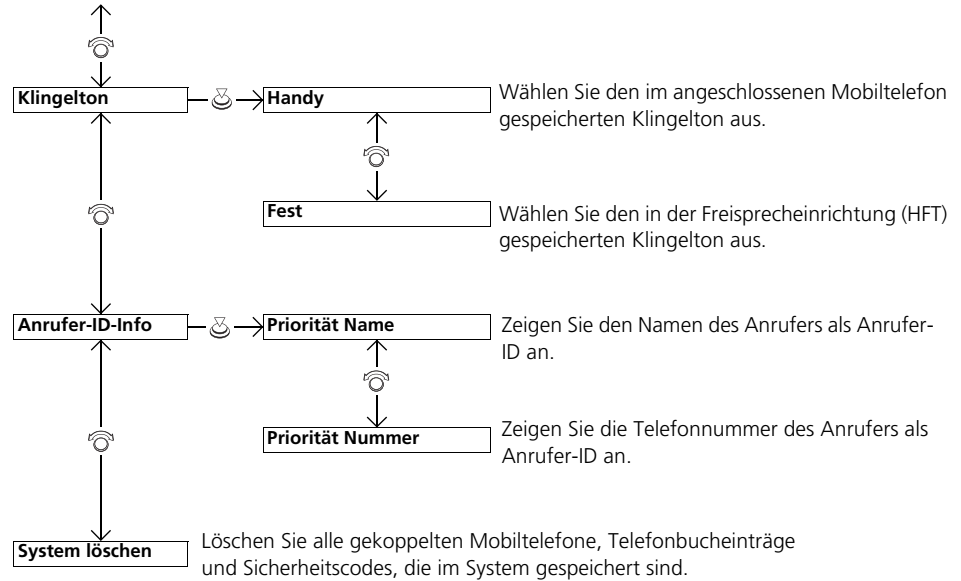 Klingelton
Handy
Wählen Sie den im angeschlossenen Mobiltelefon
gespeicherten Klingelton aus.
Fest
Wählen Sie den in der Freisprecheinrichtung (HFT)
gespeicherten Klingelton aus.
Anrufer-ID-Info
Priorität Name
Zeigen Sie den Namen des Anrufers als Anrufer-
ID an.
Priorität Nummer
Zeigen Sie die Telefonnummer des Anrufers als
Anrufer-ID an.
System löschen
Löschen Sie alle gekoppelten Mobiltelefone, Telefonbucheinträge
und Sicherheitscodes, die im System gespeichert sind.